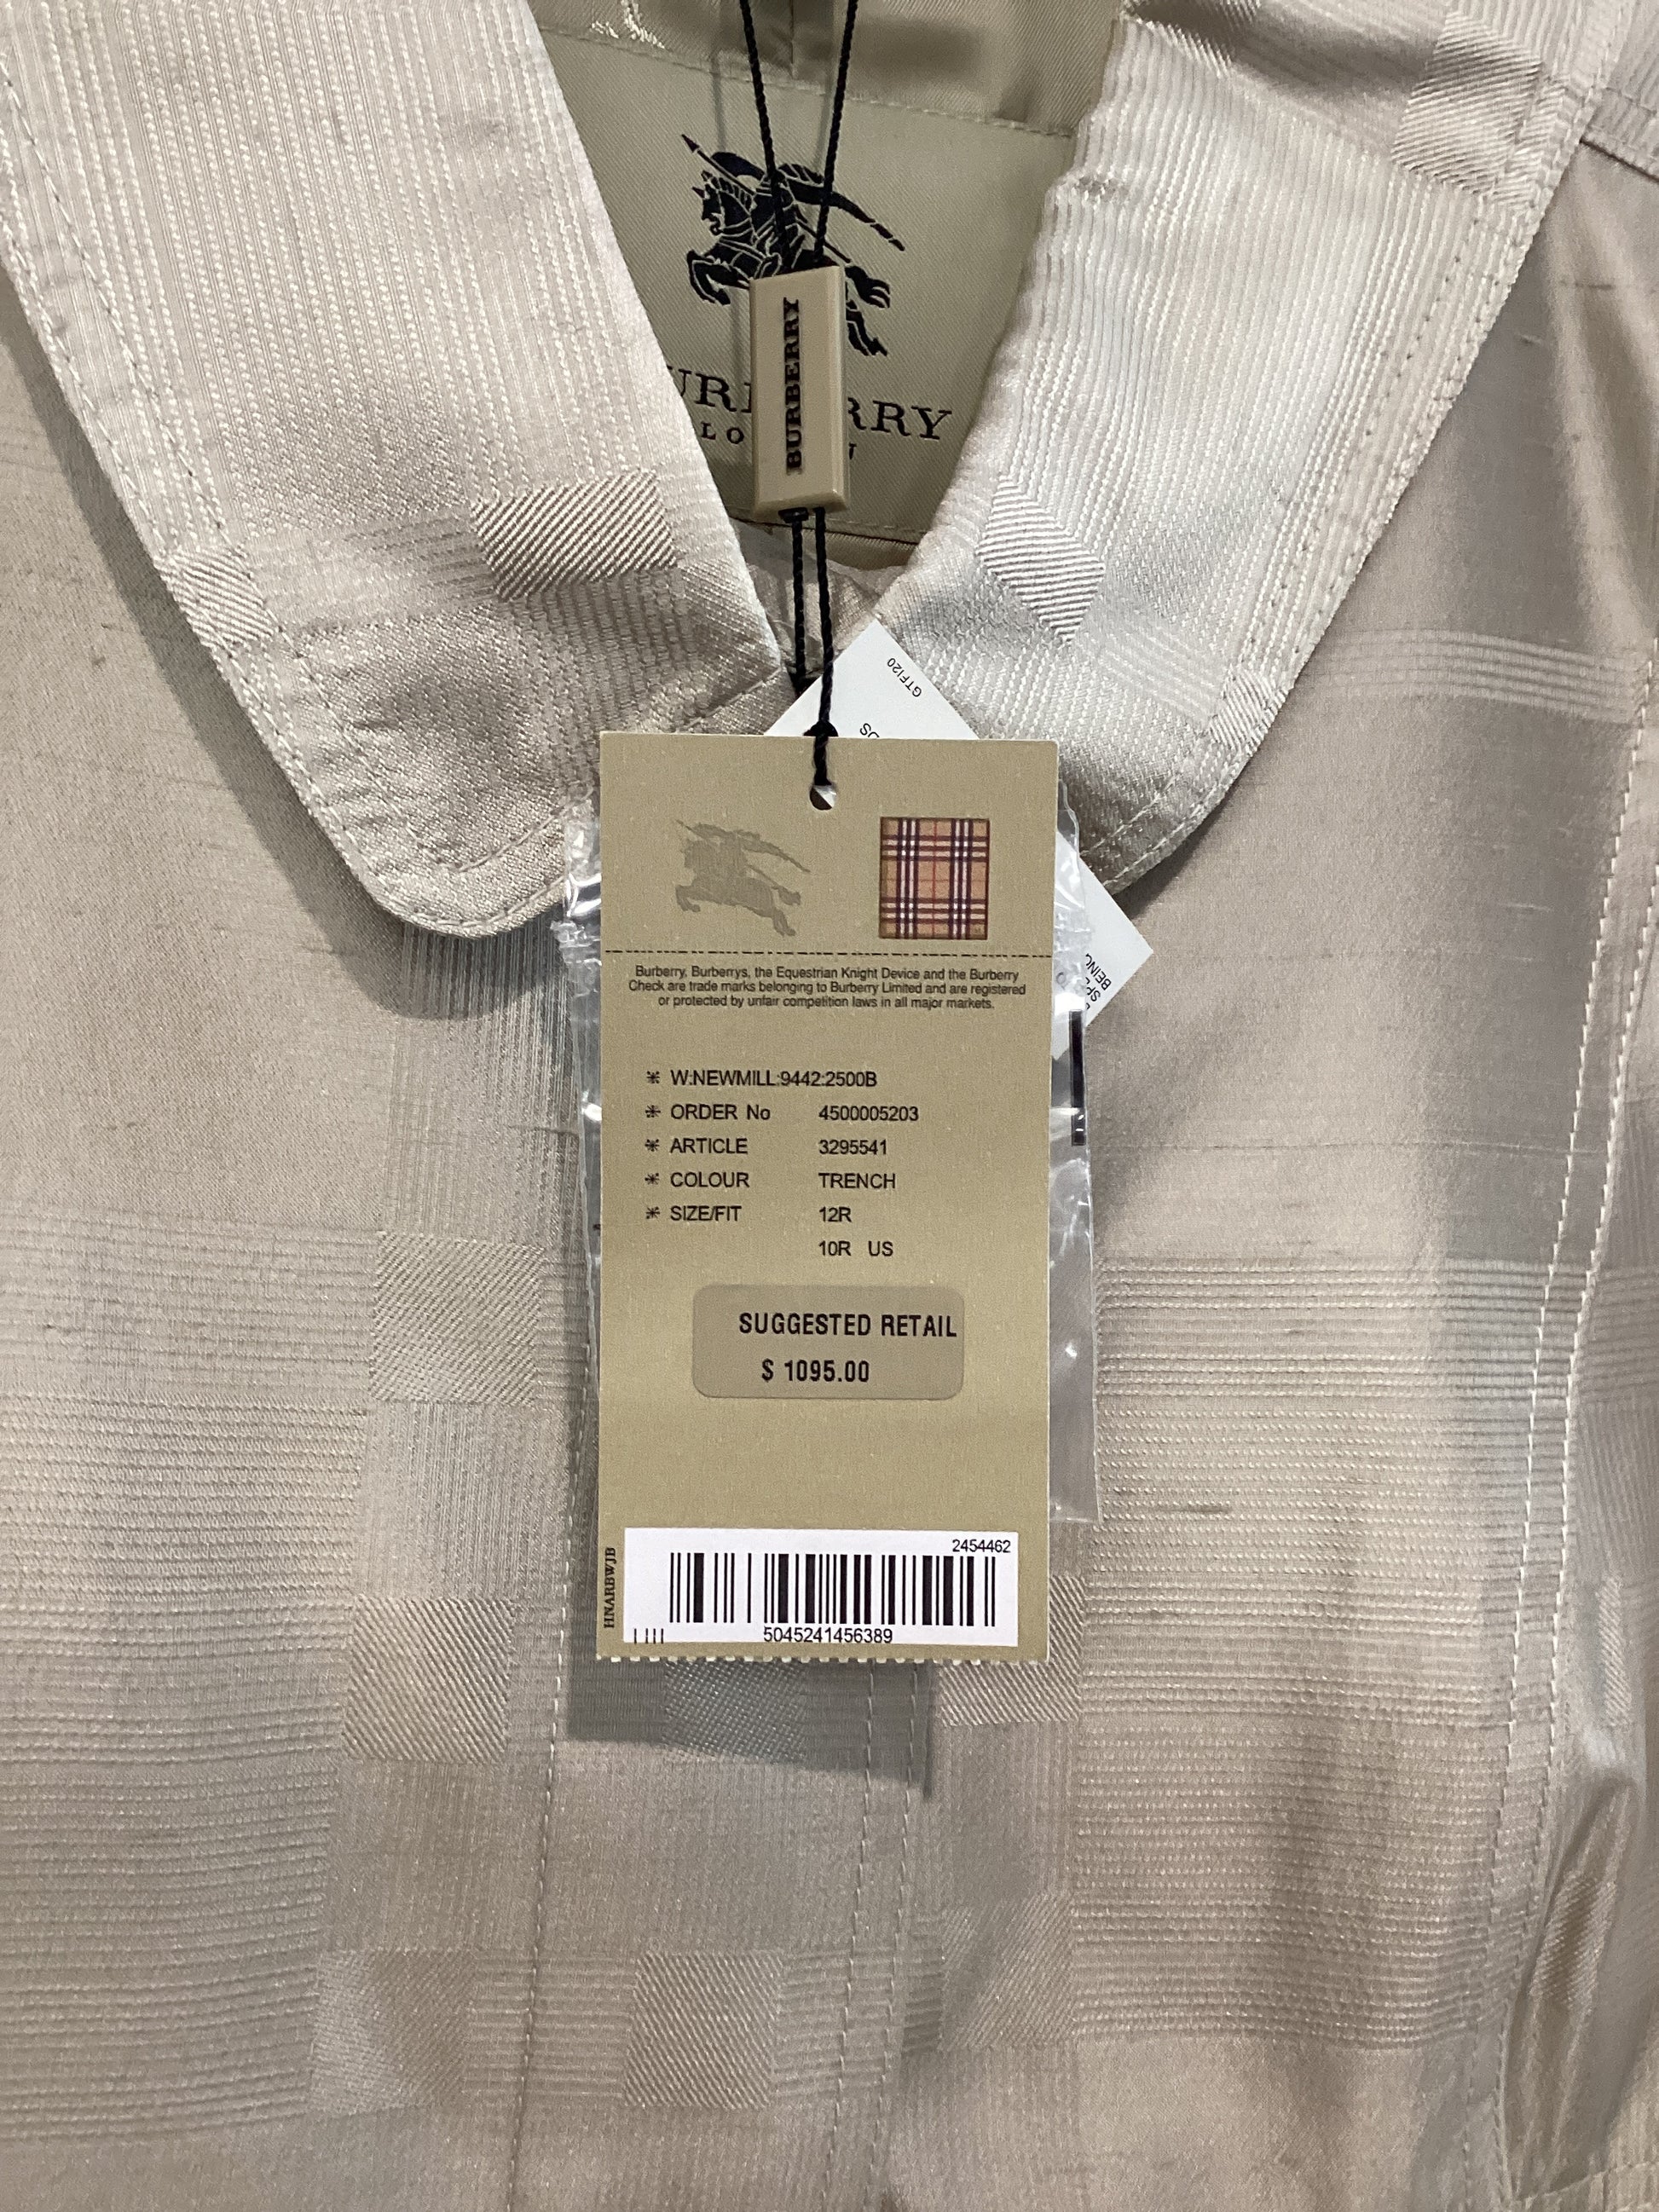 BURBERRY
GTFI20
Burberry, Burberrys, the Equestrian Knight Device and the Burberry
Check are trade marks belonging to Burberry Limited and are registered
or protected by unfair competition laws in all major markets.
BEING
W:NEWMILL:9442:2500B
ORDER No 4500005203
ARTICLE 3295541
COLOUR TRENCH
SIZE/FIT 12R
10R US
SUGGESTED RETAIL
$ 1095.00
2454462
HNARBWJB
5045241456389